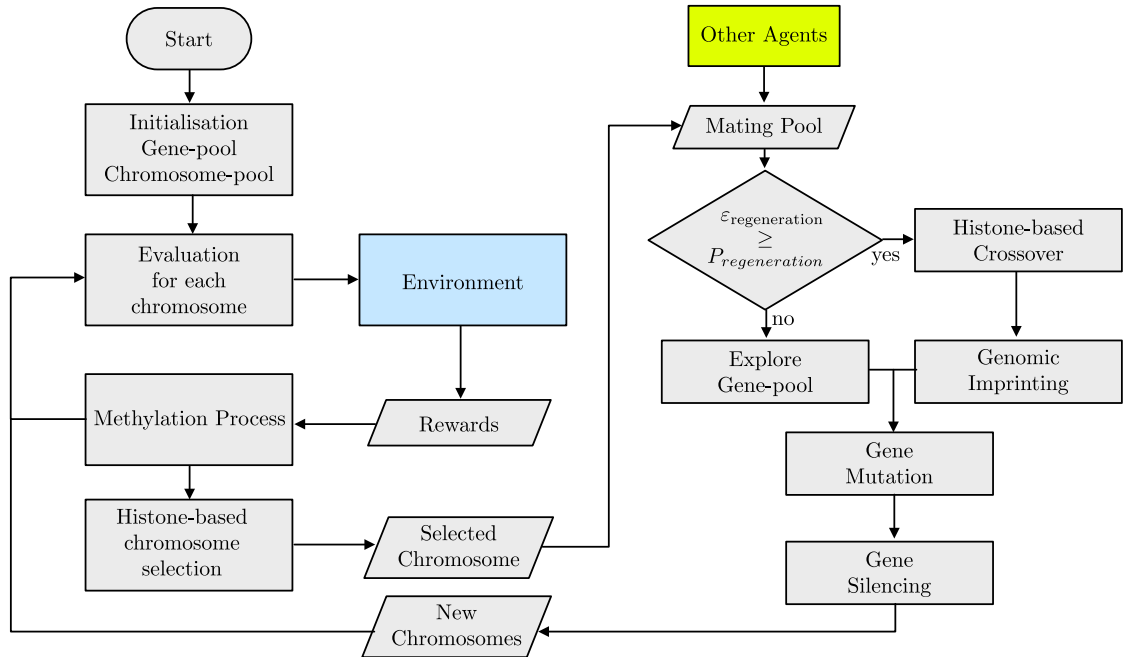 Start
Initialisation
Gene-pool
Chromosome-pool
Evaluation
for each
chromosome
Environment
Methylation Process
Rewards
Histone-based
chromosome
selection
Selected
Chromosome
New
Chromosomes
Other Agents
Mating Pool
εregeneration
≥
Pregeneration
yes
no
Histone-based
Crossover
Explore
Gene-pool
Genomic
Imprinting
Gene
Mutation
Gene
Silencing